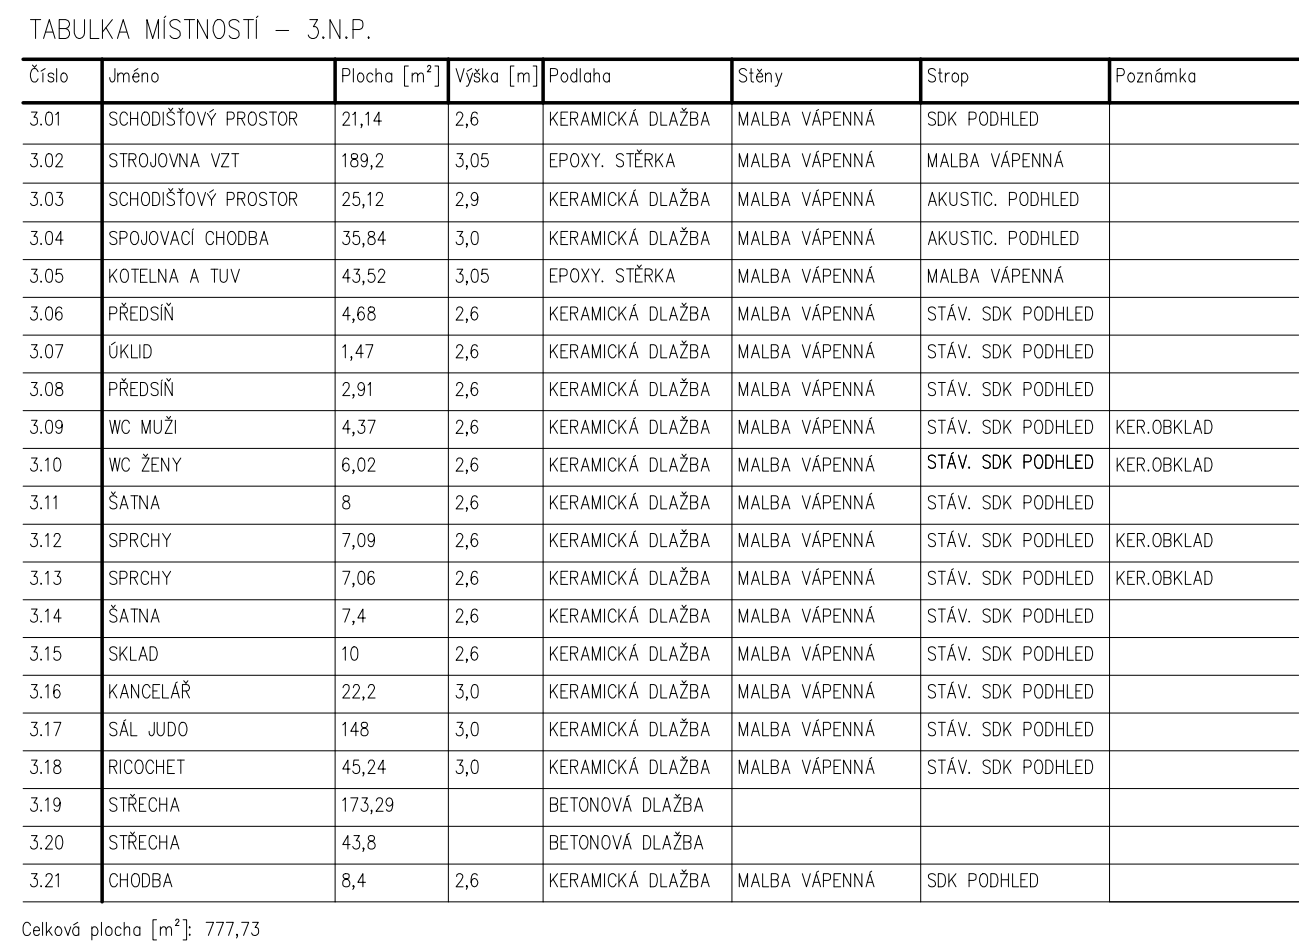 TABULKA MÍSTNOSTÍ – 3.N.P.
Číslo Jméno Plocha [m²] Výška [m] Podlaha Stěny Strop Poznámka
3.01 SCHODIŠŤOVÝ PROSTOR 21,14 2,6 KERAMICKÁ DLAŽBA MALBA VÁPENNÁ SDK PODHLED
3.02 STROJOVNA VZT 189,2 3,05 EPOXY. STĚRKA MALBA VÁPENNÁ MALBA VÁPENNÁ
3.03 SCHODIŠŤOVÝ PROSTOR 25,12 2,9 KERAMICKÁ DLAŽBA MALBA VÁPENNÁ AKUSTIC. PODHLED
3.04 SPOJOVACÍ CHODBA 35,84 3,0 KERAMICKÁ DLAŽBA MALBA VÁPENNÁ AKUSTIC. PODHLED
3.05 KOTELNA A TUV 43,52 3,05 EPOXY. STĚRKA MALBA VÁPENNÁ MALBA VÁPENNÁ
3.06 PŘEDSÍŇ 4,68 2,6 KERAMICKÁ DLAŽBA MALBA VÁPENNÁ STÁV. SDK PODHLED
3.07 ÚKLID 1,47 2,6 KERAMICKÁ DLAŽBA MALBA VÁPENNÁ STÁV. SDK PODHLED
3.08 PŘEDSÍŇ 2,91 2,6 KERAMICKÁ DLAŽBA MALBA VÁPENNÁ STÁV. SDK PODHLED
3.09 WC MUŽI 4,37 2,6 KERAMICKÁ DLAŽBA MALBA VÁPENNÁ STÁV. SDK PODHLED KER.OBKLAD
3.10 WC ŽENY 6,02 2,6 KERAMICKÁ DLAŽBA MALBA VÁPENNÁ STÁV. SDK PODHLED KER.OBKLAD
3.11 ŠATNA 8 2,6 KERAMICKÁ DLAŽBA MALBA VÁPENNÁ STÁV. SDK PODHLED
3.12 SPRCHY 7,09 2,6 KERAMICKÁ DLAŽBA MALBA VÁPENNÁ STÁV. SDK PODHLED KER.OBKLAD
3.13 SPRCHY 7,06 2,6 KERAMICKÁ DLAŽBA MALBA VÁPENNÁ STÁV. SDK PODHLED KER.OBKLAD
3.14 ŠATNA 7,4 2,6 KERAMICKÁ DLAŽBA MALBA VÁPENNÁ STÁV. SDK PODHLED
3.15 SKLAD 10 2,6 KERAMICKÁ DLAŽBA MALBA VÁPENNÁ STÁV. SDK PODHLED
3.16 KANCELÁŘ 22,2 3,0 KERAMICKÁ DLAŽBA MALBA VÁPENNÁ STÁV. SDK PODHLED
3.17 SÁL JUDO 148 3,0 KERAMICKÁ DLAŽBA MALBA VÁPENNÁ STÁV. SDK PODHLED
3.18 RICOCHET 45,24 3,0 KERAMICKÁ DLAŽBA MALBA VÁPENNÁ STÁV. SDK PODHLED
3.19 STŘECHA 173,29 BETONOVÁ DLAŽBA
3.20 STŘECHA 43,8 BETONOVÁ DLAŽBA
3.21 CHODBA 8,4 2,6 KERAMICKÁ DLAŽBA MALBA VÁPENNÁ SDK PODHLED
Celková plocha [m²]: 777,73